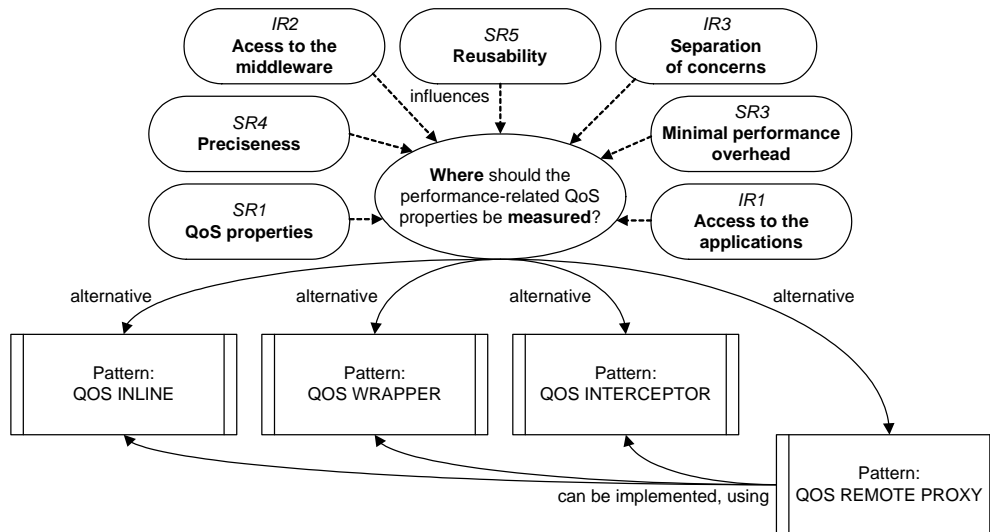 IR2
Acess to the
middleware
SR5
Reusability
IR3
Separation
of concerns
influences
SR4
Preciseness
SR3
Minimal performance
overhead
Where should the
performance-related QoS
properties be measured?
SR1
QoS properties
IR1
Access to the
applications
alternative
alternative
alternative
alternative
Pattern:
QOS INLINE
Pattern:
QOS WRAPPER
Pattern:
QOS INTERCEPTOR
Pattern:
QOS REMOTE PROXY
can be implemented, using